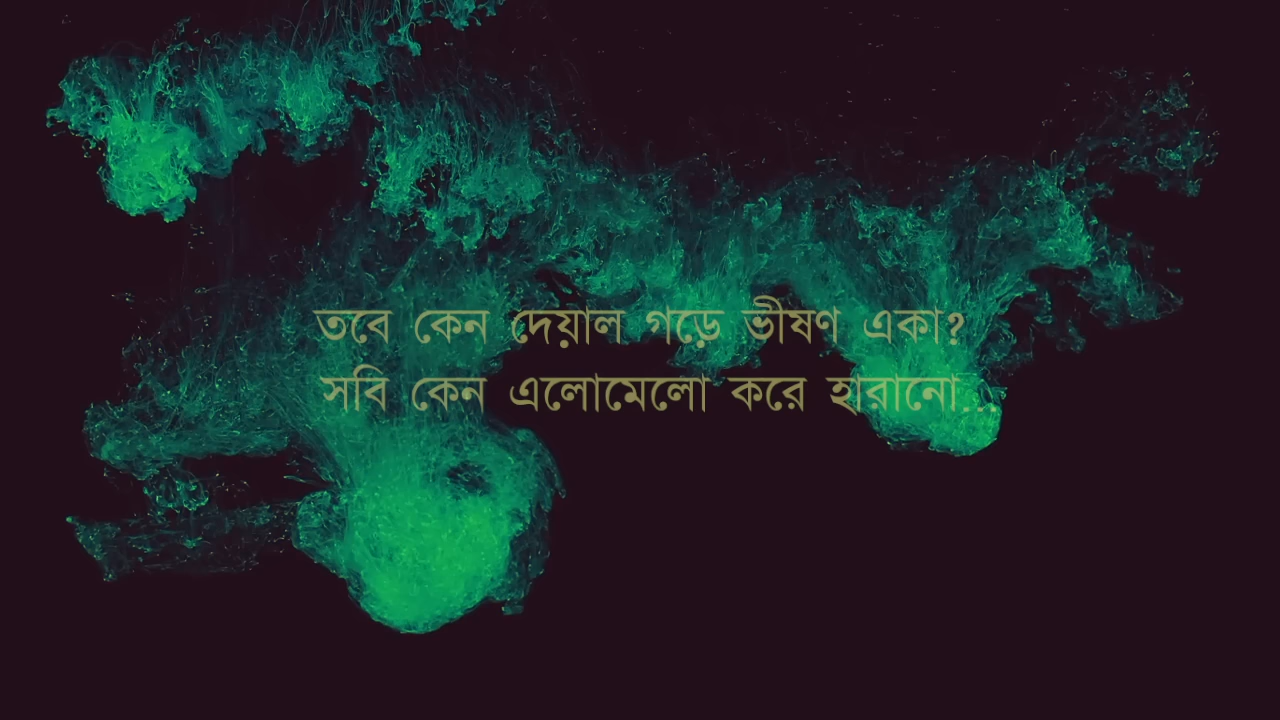 তবে কেন দেয়াল গড়ে ভীষণ একা?
সবি কেন এলোমেলো করে হারানো...